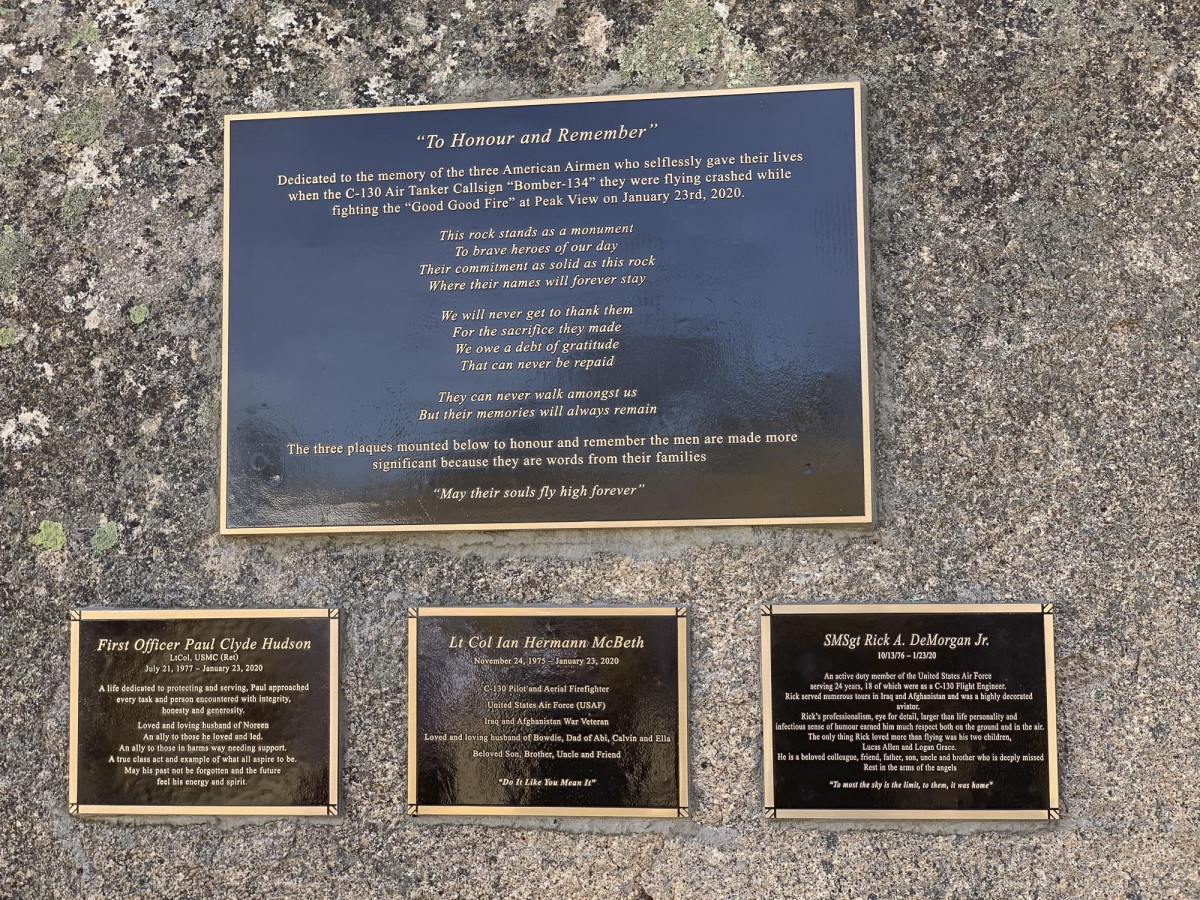 “To Honour and Remember”
Dedicated to the memory of the three American Airmen who selflessly gave their lives
when the C-130 Air Tanker Callsign “Bomber-134” they were flying crashed while
fighting the “Good Good Fire” at Peak View on January 23rd, 2020.
This rock stands as a monument
To brave heroes of our day
Their commitment as solid as this rock
Where their names will forever stay
We will never get to thank them
For the sacrifice they made
We owe a debt of gratitude
That can never be repaid
They can never walk amongst us
But their memories will always remain
The three plaques mounted below to honour and remember the men are made more
significant because they are words from their families
“May their souls fly high forever”
First Officer Paul Clyde Hudson
LtCol, USMC (Ret)
July 21, 1977 – January 23, 2020
A life dedicated to protecting and serving, Paul approached
every task and person encountered with integrity,
honesty and generosity.
Loved and loving husband of Noreen
An ally to those he loved and led.
An ally to those in harms way needing support.
A true class act and example of what all aspire to be.
May his past not be forgotten and the future
feel his energy and spirit.
Lt Col Ian Hermann McBeth
November 24, 1975 – January 23, 2020
C-130 Pilot and Aerial Firefighter
United States Air Force (USAF)
Iraq and Afghanistan War Veteran
Loved and loving husband of Bowdie, Dad of Abi, Calvin and Ella
Beloved Son, Brother, Uncle and Friend
“Do It Like You Mean It”
SMSgt Rick A. DeMorgan Jr.
10/13/76 – 1/23/20
An active duty member of the United States Air Force
serving 24 years, 18 of which were as a C-130 Flight Engineer.
Rick served numerous tours in Iraq and Afghanistan and was a highly decorated
aviator.
Rick's professionalism, eye for detail, larger than life personality and
infectious sense of humour earned him much respect both on the ground and in the air.
The only thing Rick loved more than flying was his two children,
Lucas Allen and Logan Grace.
He is a beloved colleague, friend, father, son, uncle and brother who is deeply missed
Rest in the arms of the angels
“To most the sky is the limit, to them, it was home”